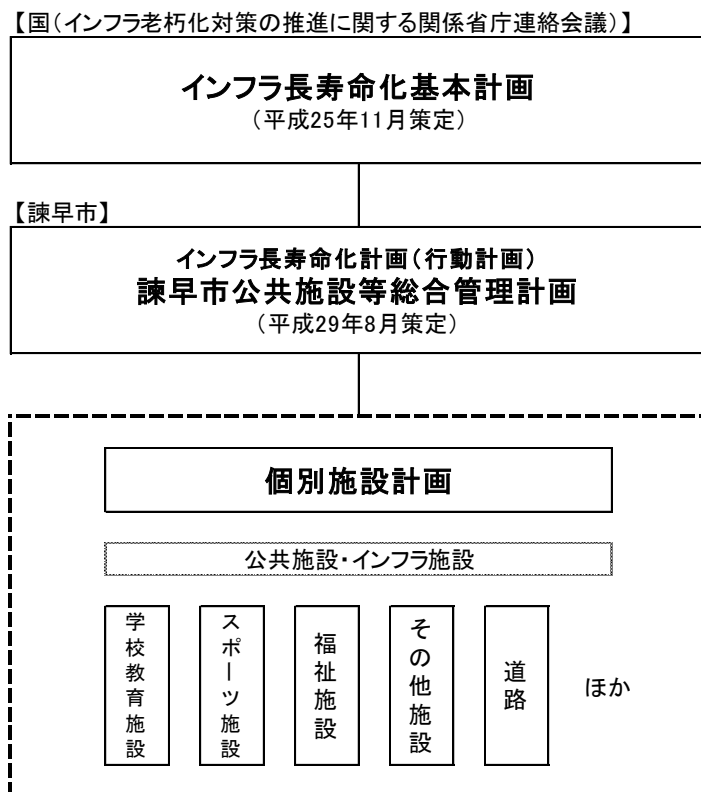 【国(インフラ老朽化対策の推進に関する関係省庁連絡会議)】
インフラ長寿命化基本計画
(平成25年11月策定)
【諫早市】
インフラ長寿命化計画(行動計画)
諫早市公共施設等総合管理計画
(平成29年8月策定)
個別施設計画
公共施設・インフラ施設
学校教育施設
スポーツ施設
福祉施設
その他施設
道路
ほか